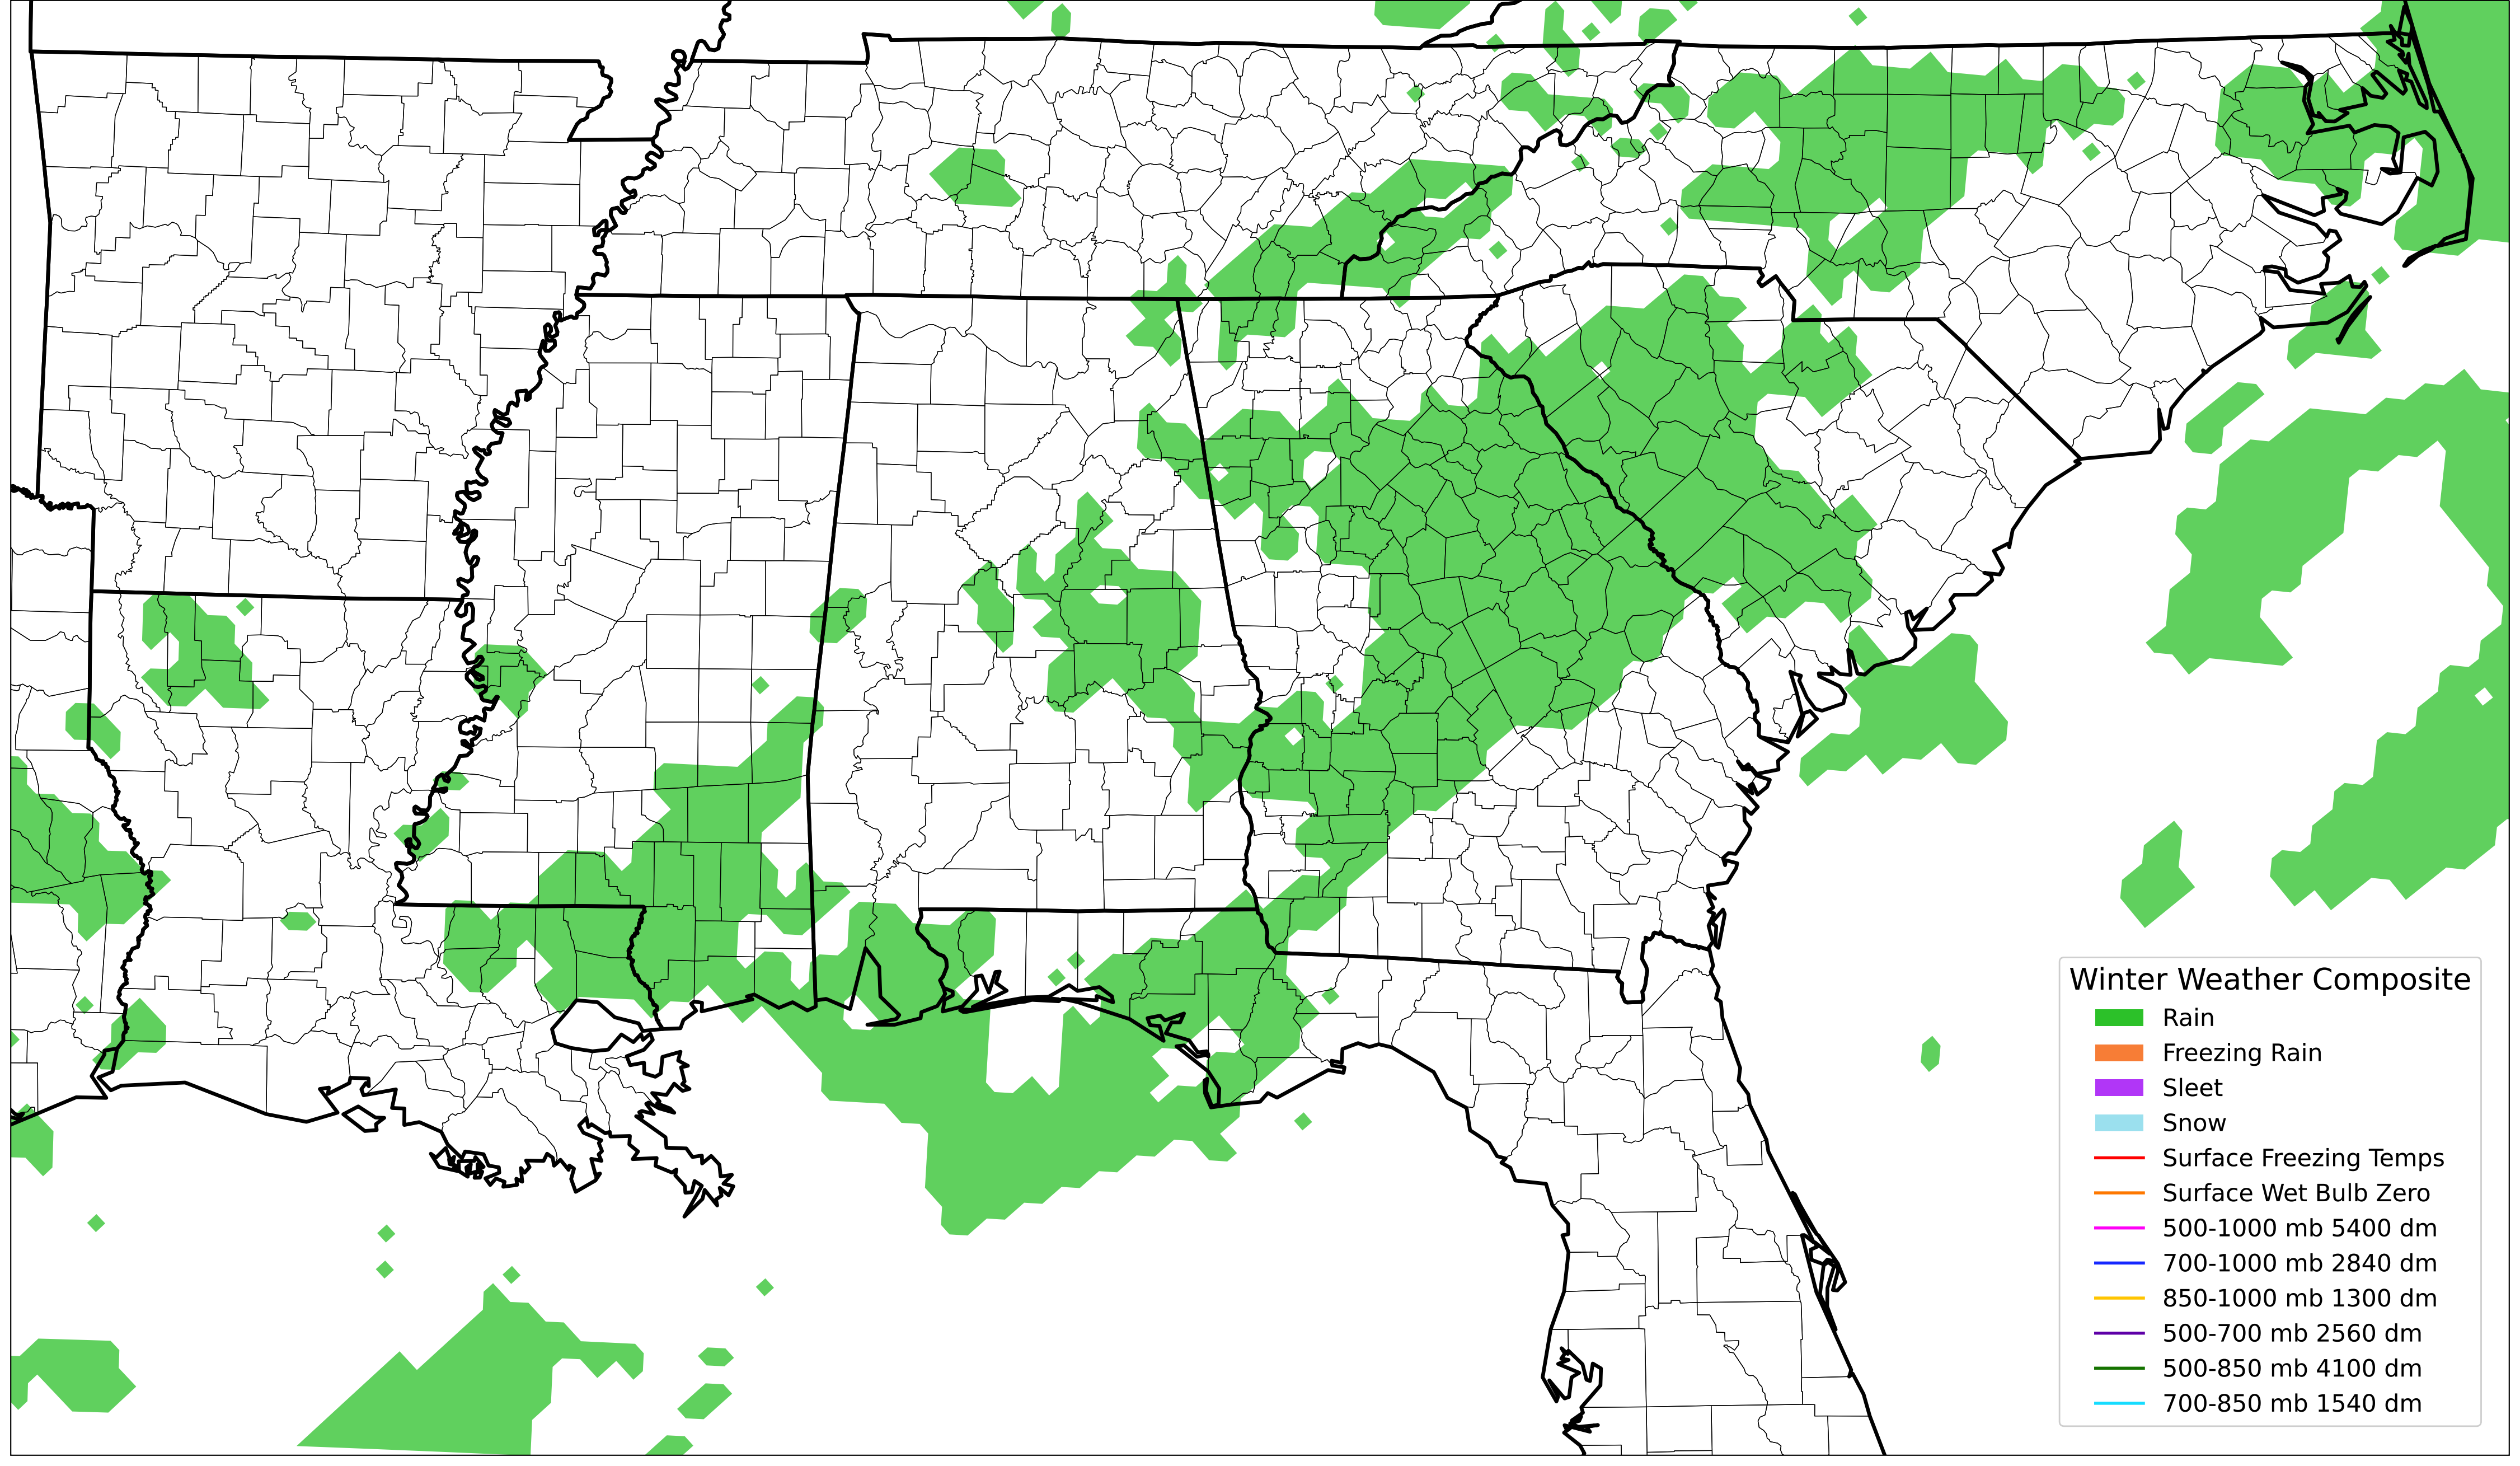 Winter Weather Composite
Rain
Freezing Rain
Sleet
Snow
Surface Freezing Temps
Surface Wet Bulb Zero
500-1000 mb 5400 dm
700-1000 mb 2840 dm
850-1000 mb 1300 dm
500-700 mb 2560 dm
500-850 mb 4100 dm
700-850 mb 1540 dm